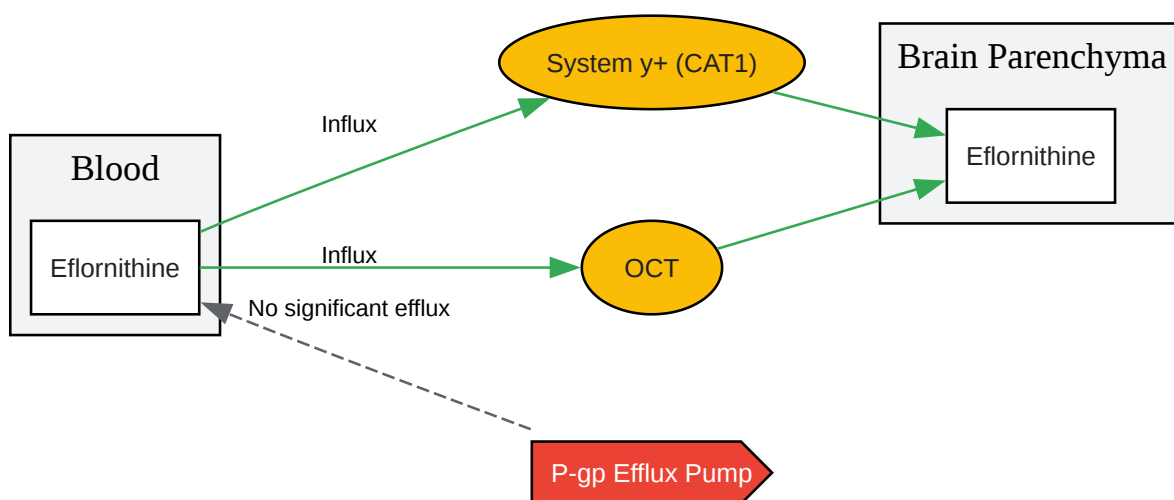 System y+ (CAT1)
Brain Parenchyma
Influx
Eflornithine
Blood
Influx
Eflornithine
OCT
No significant efflux
P-gp Efflux Pump